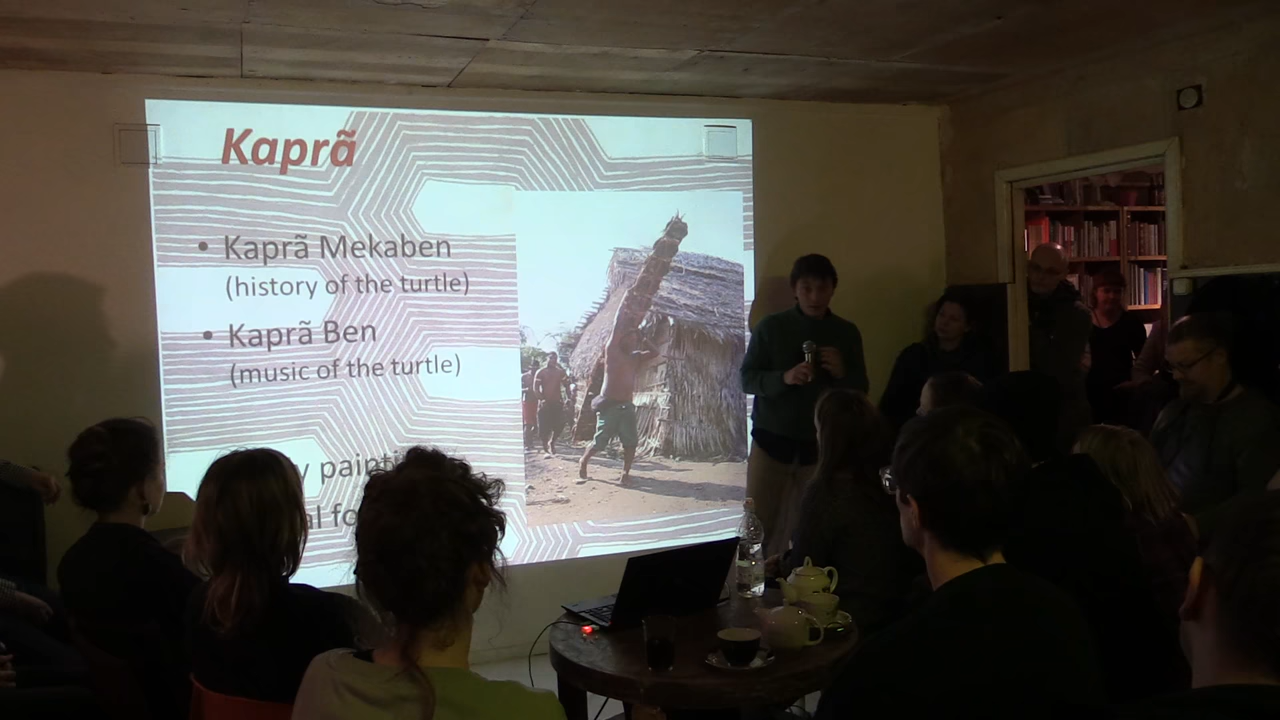 Kaprã
• Kaprã Mekaben
(history of the turtle)
• Kaprã Ben
(music of the turtle)